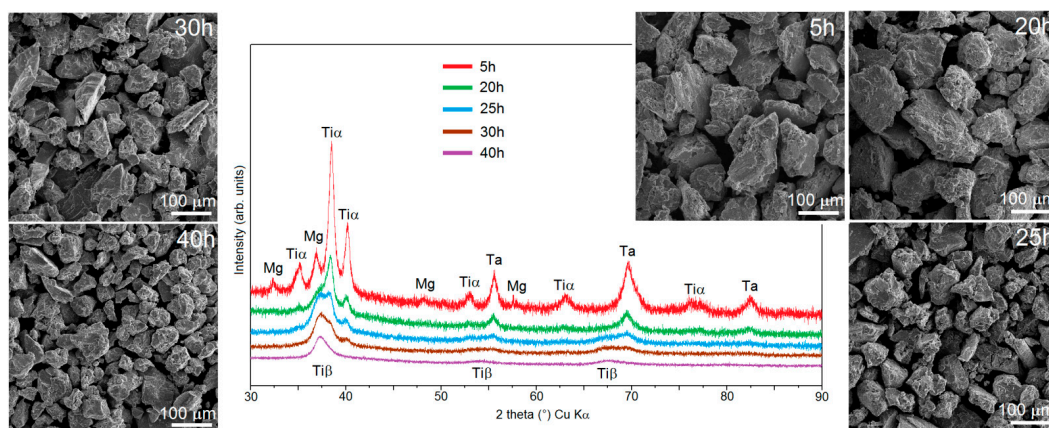 30h
100 μm
40h
100 μm
5h
20h
25h
30h
40h
Tiα
Tiα
Mg
Tiα
Mg
Mg
Tiα
Ta
Mg
Tiα
Ta
Tiα
Ta
Tiβ
Tiβ
Tiβ
Intensity (arb. units)
30 40 50 60 70 80 90
2 theta (°) Cu Kα
5h
100 μm
20h
100 μm
25h
100 μm